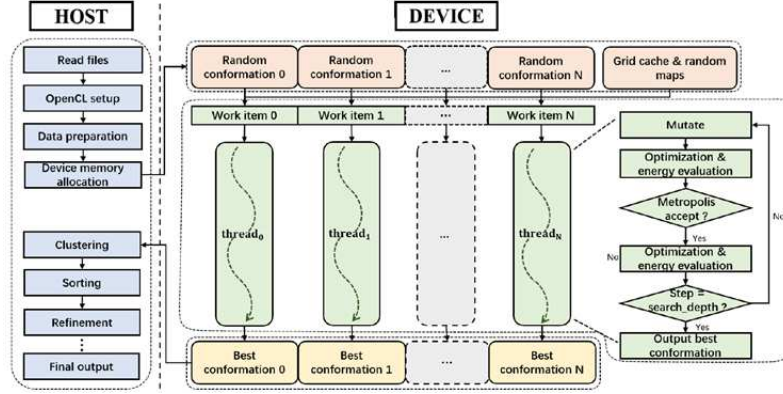 HOST
DEVICE
Read files
OpenCL setup
Data preparation
Device memory
allocation
Clustering
Sorting
Refinement
⋮
Final output
Random
conformation 0
Random
conformation 1
...
Random
conformation N
Grid cache & random
maps
Work item 0
Work item 1
...
Work item N
thread₀
thread₁
...
threadN
Best
conformation 0
Best
conformation 1
...
Best
conformation N
Mutate
Optimization &
energy evaluation
Metropolis
accept ?
No
Yes
No
Optimization &
energy evaluation
Step =
search_depth ?
Yes
Output best
conformation